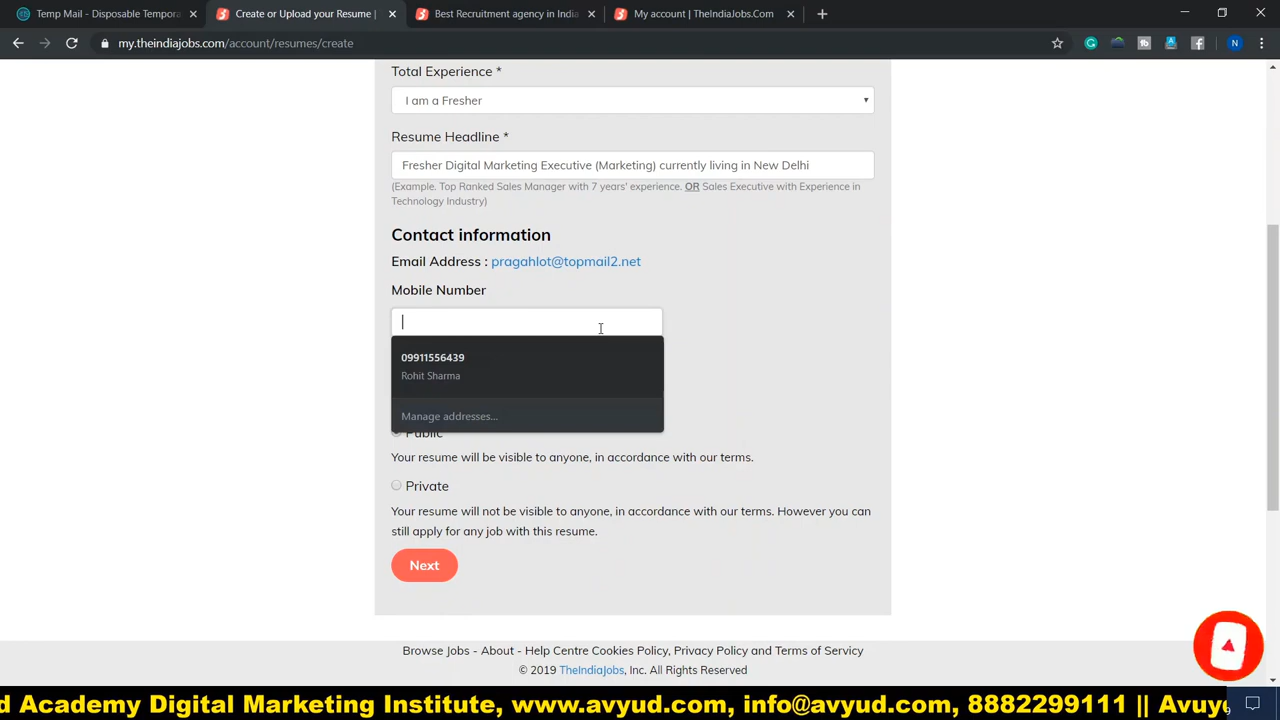 Temp Mail - Disposable Tempora
Create or Upload your Resume |
Best Recruitment agency in India
My account | TheIndiaJobs.Com
my.theindiajobs.com/account/resumes/create
Total Experience *
I am a Fresher
Resume Headline *
Fresher Digital Marketing Executive (Marketing) currently living in New Delhi
(Example. Top Ranked Sales Manager with 7 years' experience. OR Sales Executive with Experience in
Technology Industry)
Contact information
Email Address : pragahlot@topmail2.net
Mobile Number
09911556439
Rohit Sharma
Manage addresses...
Public
Your resume will be visible to anyone, in accordance with our terms.
Private
Your resume will not be visible to anyone, in accordance with our terms. However you can
still apply for any job with this resume.
Next
Browse Jobs - About - Help Centre Cookies Policy, Privacy Policy and Terms of Servicy
© 2019 TheIndiaJobs, Inc. All Rights Reserved
d Academy Digital Marketing Institute, www.avyud.com, info@avyud.com, 8882299111 || Avuy